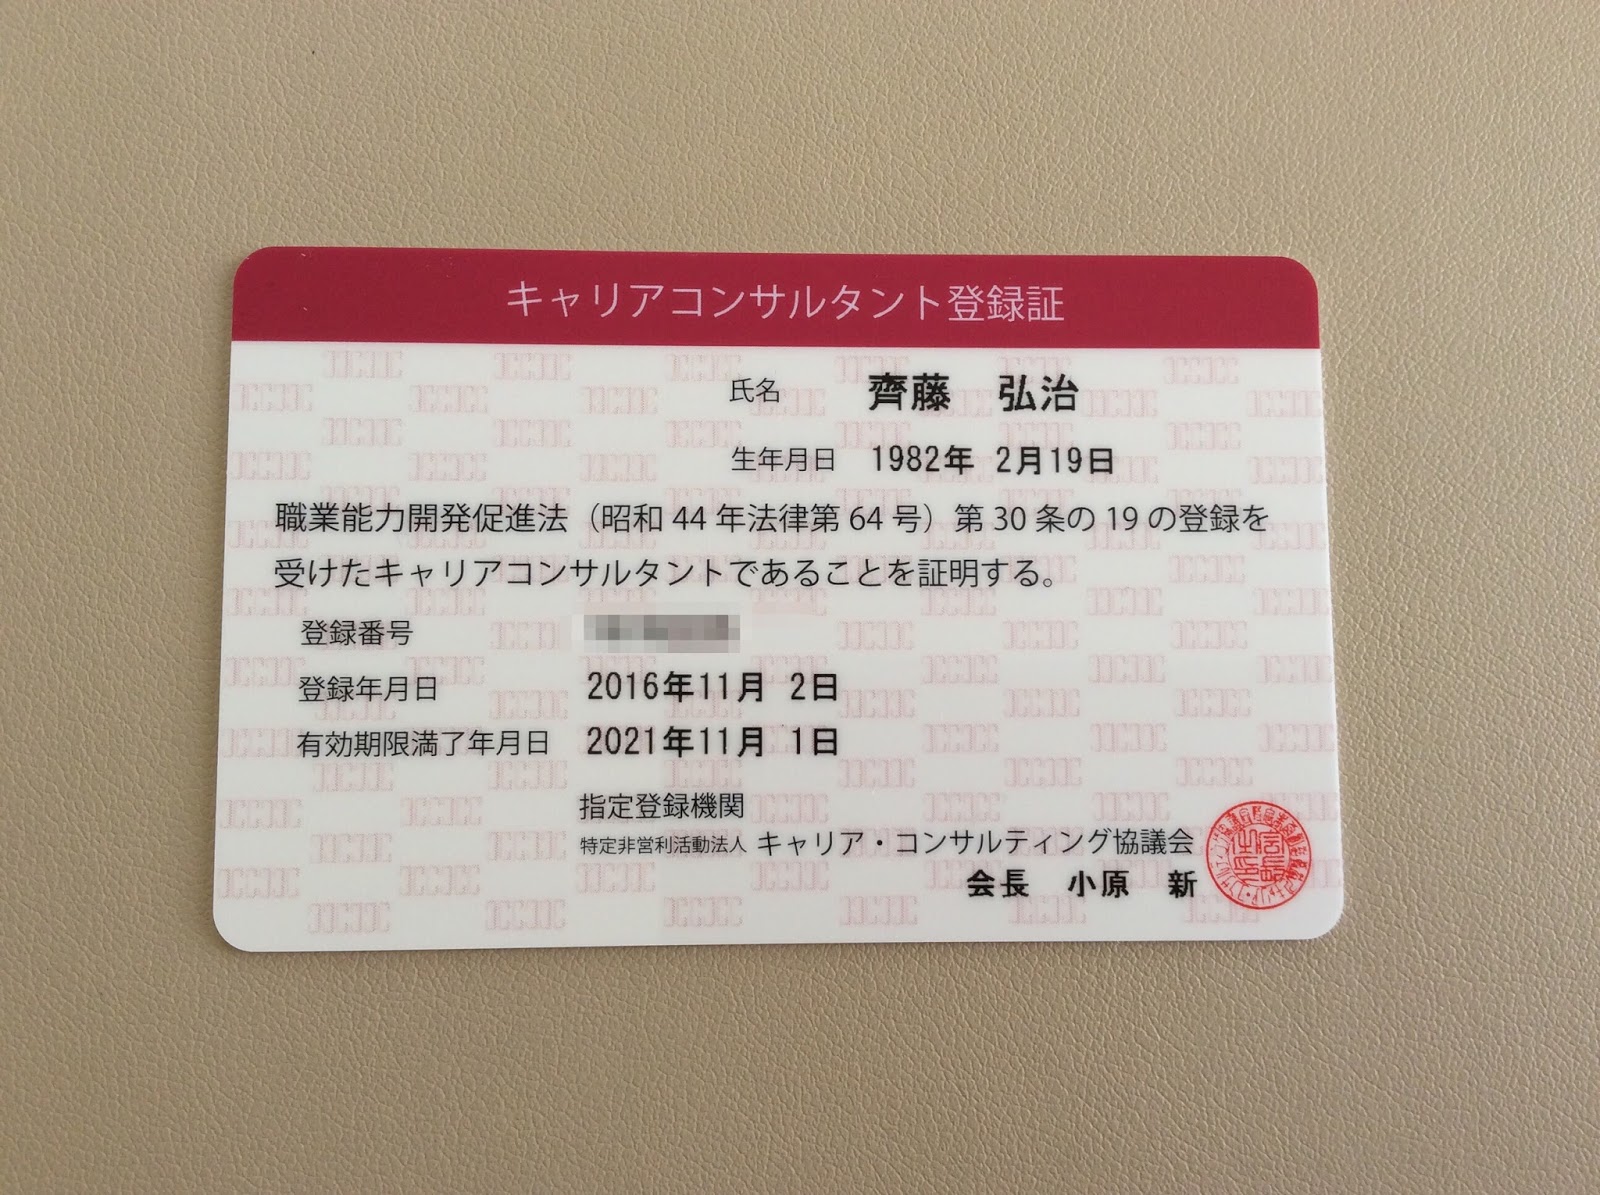 キャリアコンサルタント登録証
氏名 齊藤 弘治
生年月日 1982年 2月19日
職業能力開発促進法（昭和 44 年法律第 64 号）第 30 条の 19 の登録を
受けたキャリアコンサルタントであることを証明する。
登録番号
登録年月日 2016年11月 2日
有効期限満了年月日 2021年11月 1日
指定登録機関
特定非営利活動法人 キャリア・コンサルティング協議会
会長 小原 新